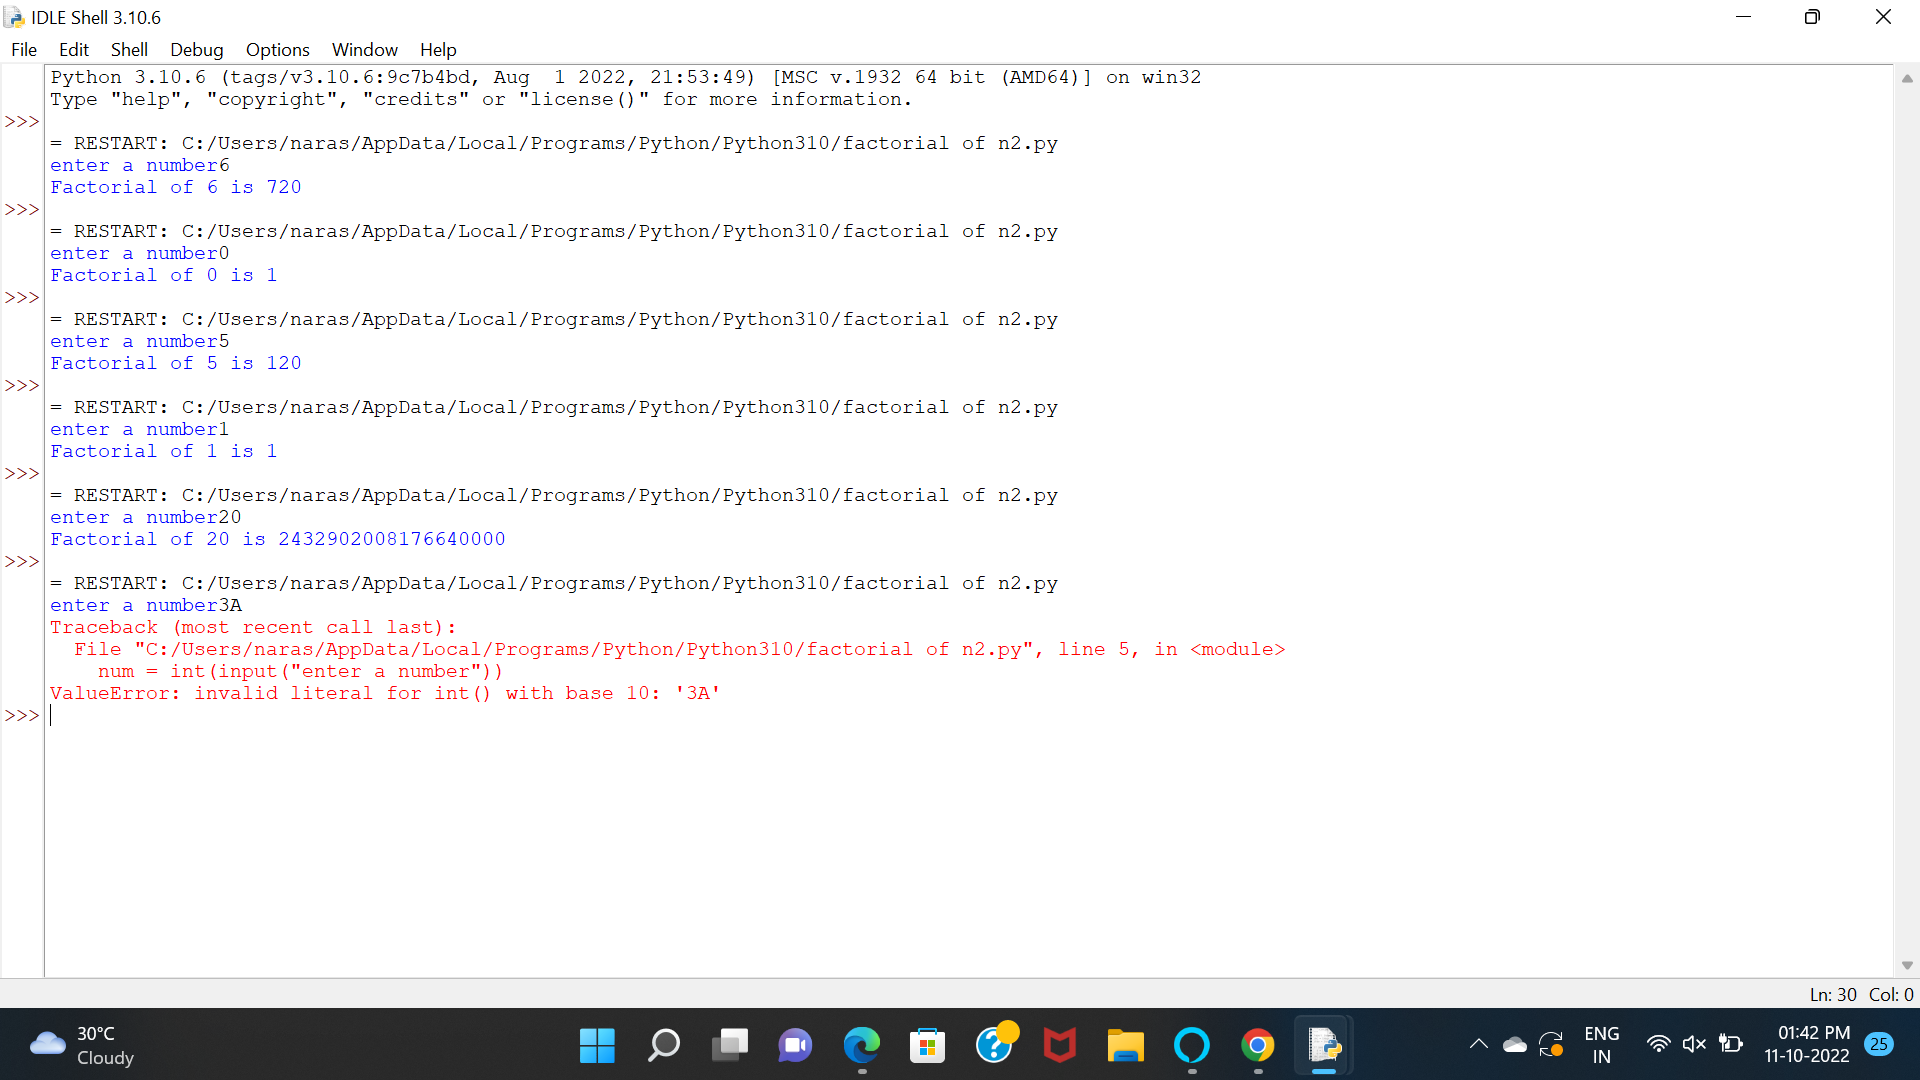 IDLE Shell 3.10.6
File Edit Shell Debug Options Window Help
Python 3.10.6 (tags/v3.10.6:9c7b4bd, Aug  1 2022, 21:53:49) [MSC v.1932 64 bit (AMD64)] on win32
Type "help", "copyright", "credits" or "license()" for more information.
>>>
= RESTART: C:/Users/naras/AppData/Local/Programs/Python/Python310/factorial of n2.py
enter a number6
Factorial of 6 is 720
>>>
= RESTART: C:/Users/naras/AppData/Local/Programs/Python/Python310/factorial of n2.py
enter a number0
Factorial of 0 is 1
>>>
= RESTART: C:/Users/naras/AppData/Local/Programs/Python/Python310/factorial of n2.py
enter a number5
Factorial of 5 is 120
>>>
= RESTART: C:/Users/naras/AppData/Local/Programs/Python/Python310/factorial of n2.py
enter a number1
Factorial of 1 is 1
>>>
= RESTART: C:/Users/naras/AppData/Local/Programs/Python/Python310/factorial of n2.py
enter a number20
Factorial of 20 is 2432902008176640000
>>>
= RESTART: C:/Users/naras/AppData/Local/Programs/Python/Python310/factorial of n2.py
enter a number3A
Traceback (most recent call last):
  File "C:/Users/naras/AppData/Local/Programs/Python/Python310/factorial of n2.py", line 5, in <module>
    num = int(input("enter a number"))
ValueError: invalid literal for int() with base 10: '3A'
>>>
Ln: 30 Col: 0
30°C
Cloudy
ENG
IN
01:42 PM
11-10-2022
25